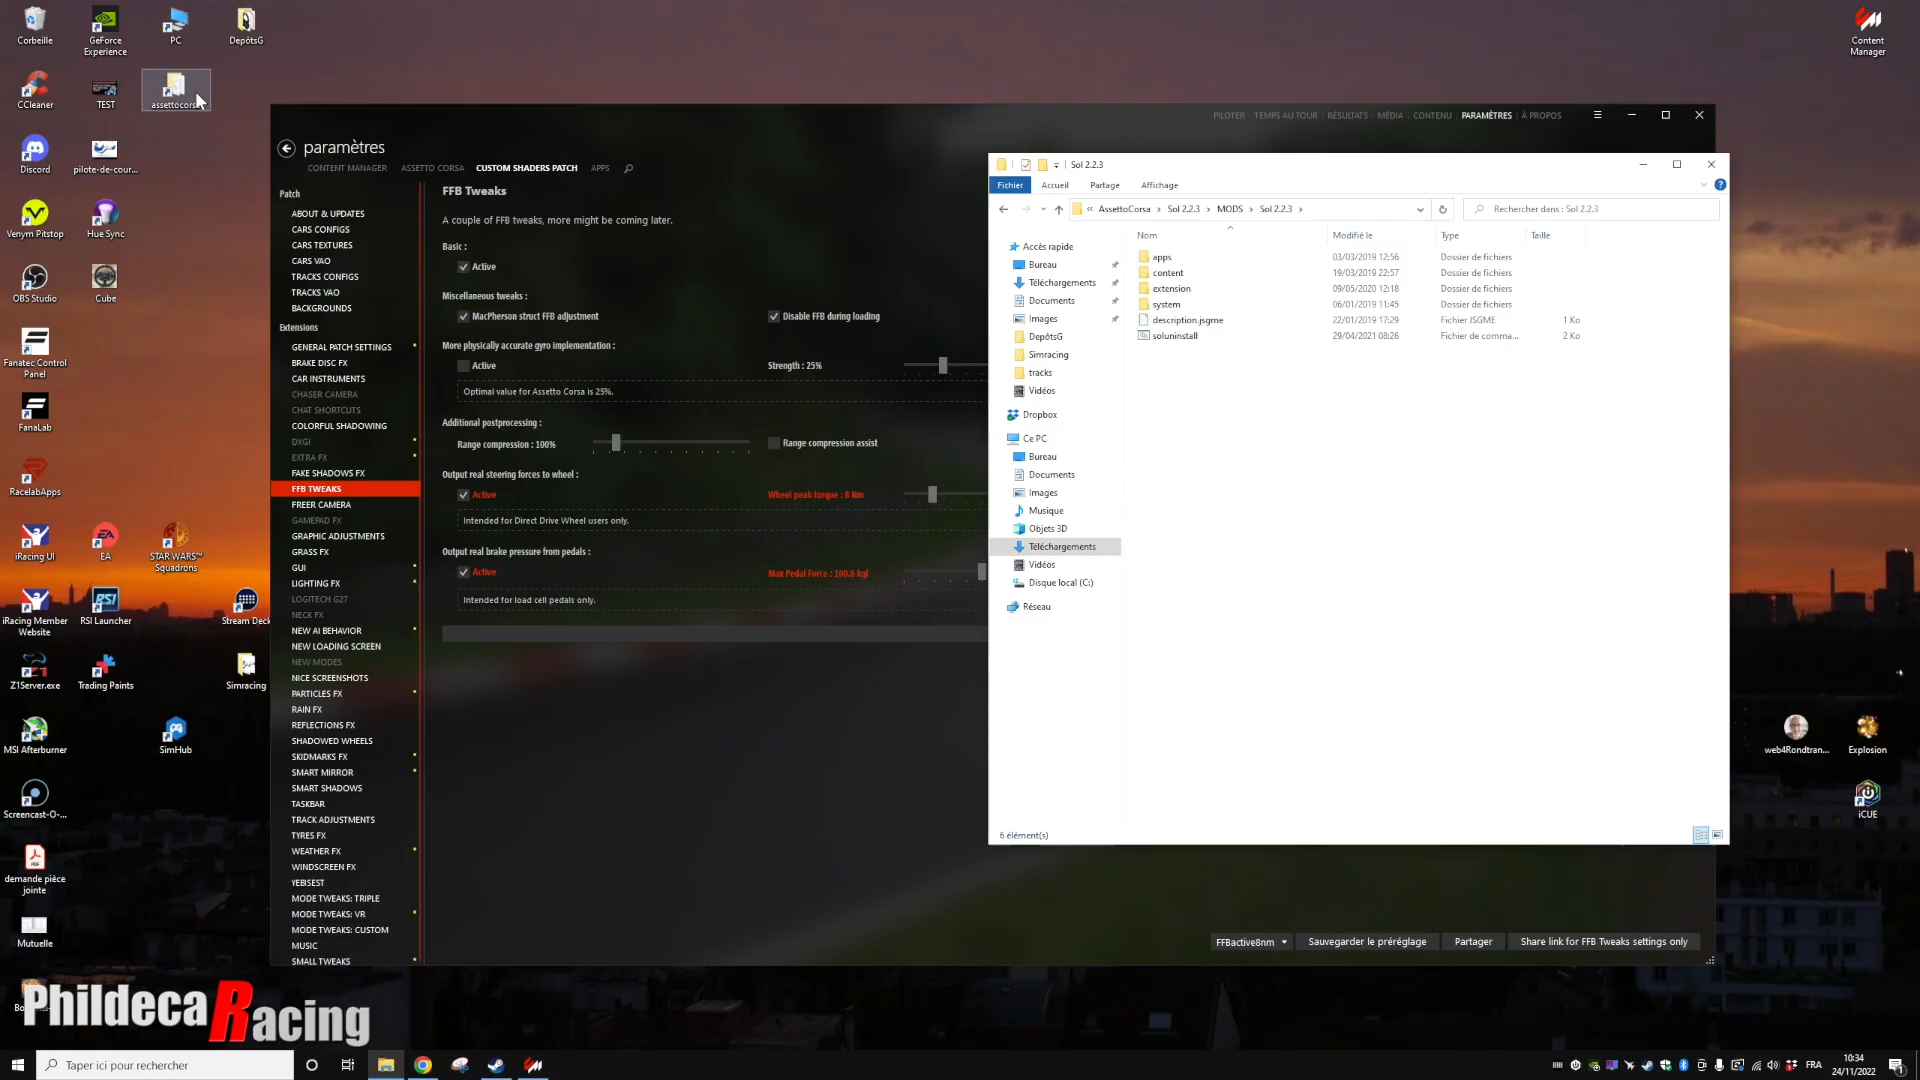 Corbeille
GeForce
Experience
PC
DepôtsG
CCleaner
TEST
assettocorsa
Discord
pilote-de-cour...
Venym Pitstop
Hue Sync
OBS Studio
Cube
Fanatec Control
Panel
FanaLab
RacelabApps
iRacing UI
EA
STAR WARS™
Squadrons
iRacing Member
Website
RSI Launcher
Stream Deck
Z1Server.exe
Trading Paints
Simracing
MSI Afterburner
SimHub
Screencast-O-...
demande pièce
jointe
Mutuelle
Content
Manager
web4Rondtran...
Explosion
iCUE
PILOTER
TEMPS AU TOUR
RÉSULTATS
MÉDIA
CONTENU
PARAMÈTRES
À PROPOS
paramètres
CONTENT MANAGER
ASSETTO CORSA
CUSTOM SHADERS PATCH
APPS
Patch
ABOUT & UPDATES
CARS CONFIGS
CARS TEXTURES
CARS VAO
TRACKS CONFIGS
TRACKS VAO
BACKGROUNDS
Extensions
GENERAL PATCH SETTINGS
BRAKE DISC FX
CAR INSTRUMENTS
CHASER CAMERA
CHAT SHORTCUTS
COLORFUL SHADOWING
DXGI
EXTRA FX
FAKE SHADOWS FX
FFB TWEAKS
FREER CAMERA
GAMEPAD FX
GRAPHIC ADJUSTMENTS
GRASS FX
GUI
LIGHTING FX
LOGITECH G27
NECK FX
NEW AI BEHAVIOR
NEW LOADING SCREEN
NEW MODES
NICE SCREENSHOTS
PARTICLES FX
RAIN FX
REFLECTIONS FX
SHADOWED WHEELS
SKIDMARKS FX
SMART MIRROR
SMART SHADOWS
TASKBAR
TRACK ADJUSTMENTS
TYRES FX
WEATHER FX
WINDSCREEN FX
YEBISEST
MODE TWEAKS: TRIPLE
MODE TWEAKS: VR
MODE TWEAKS: CUSTOM
MUSIC
SMALL TWEAKS
FFB Tweaks
A couple of FFB tweaks, more might be coming later.
Basic :
Active
Miscellaneous tweaks :
MacPherson struct FFB adjustment
Disable FFB during loading
More physically accurate gyro implementation :
Active
Strength : 25%
Optimal value for Assetto Corsa is 25%.
Additional postprocessing :
Range compression : 100%
Range compression assist
Output real steering forces to wheel :
Active
Wheel peak torque : 8 Nm
Intended for Direct Drive Wheel users only.
Output real brake pressure from pedals :
Active
Max Pedal Force : 100.6 kgf
Intended for load cell pedals only.
FFBactive8nm
Sauvegarder le préréglage
Partager
Share link for FFB Tweaks settings only
Sol 2.2.3
Fichier
Accueil
Partage
Affichage
« AssettoCorsa > Sol 2.2.3 > MODS > Sol 2.2.3 >
Rechercher dans : Sol 2.2.3
Accès rapide
Bureau
Téléchargements
Documents
Images
DepôtsG
Simracing
tracks
Vidéos
Dropbox
Ce PC
Bureau
Documents
Images
Musique
Objets 3D
Téléchargements
Vidéos
Disque local (C:)
Réseau
Nom Modifié le Type Taille
apps 03/03/2019 12:56 Dossier de fichiers
content 19/03/2019 22:57 Dossier de fichiers
extension 09/05/2020 12:18 Dossier de fichiers
system 06/01/2019 11:45 Dossier de fichiers
description.jsgme 22/01/2019 17:29 Fichier JSGME 1 Ko
soluninstall 29/04/2021 08:26 Fichier de comma... 2 Ko
6 élément(s)
Phildeca Racing
Taper ici pour rechercher
FRA
10:34
24/11/2022